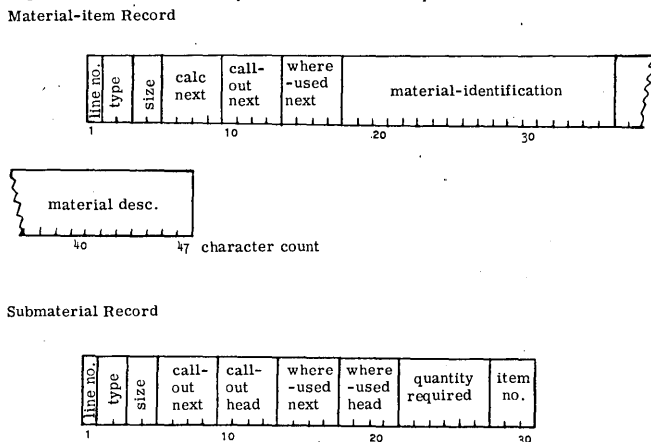 Material-item Record
line no.
type
size
calc
next
call-
out
next
where
-used
next
material-identification
1
10
20
30
material desc.
40
47 character count
Submaterial Record
line no.
type
size
call-
out
next
call-
out
head
where
-used
next
where
-used
head
quantity
required
item
no.
1
10
20
30